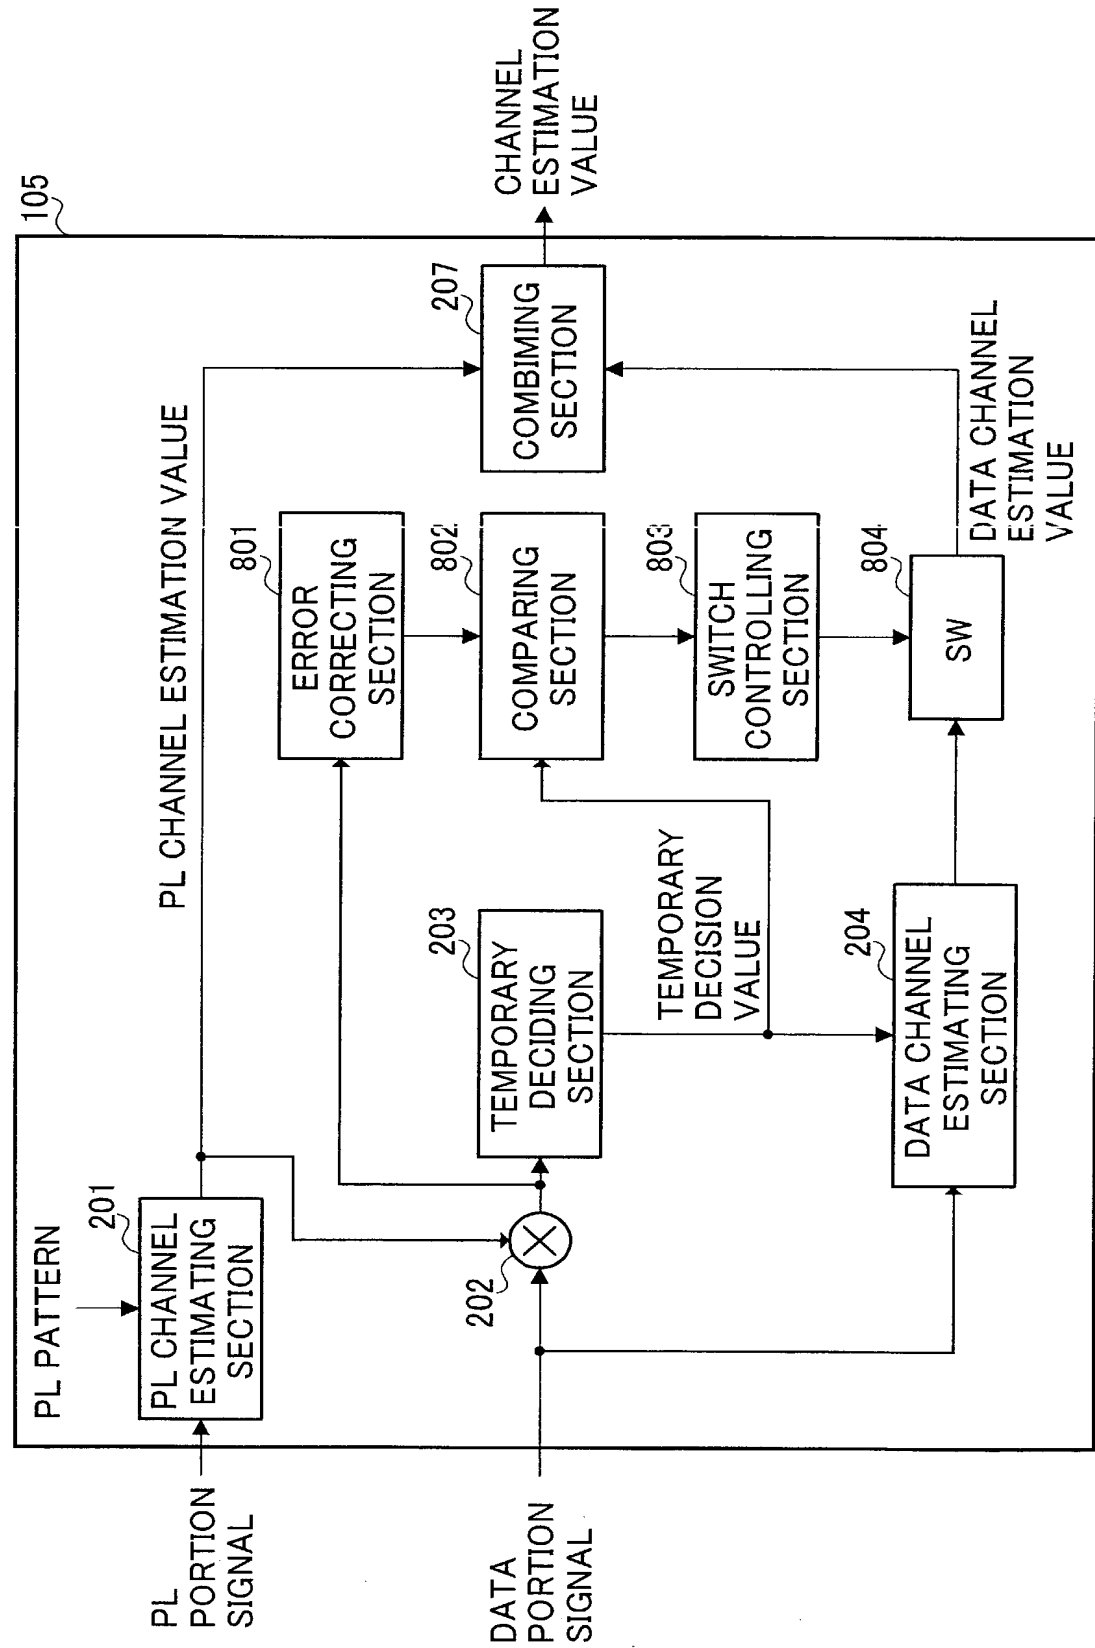 105
PL PATTERN
201
PL CHANNEL
ESTIMATING
SECTION
PL
PORTION
SIGNAL
PL CHANNEL ESTIMATION VALUE
801
ERROR
CORRECTING
SECTION
207
COMBIMING
SECTION
CHANNEL
ESTIMATION
VALUE
202
203
TEMPORARY
DECIDING
SECTION
802
COMPARING
SECTION
DATA
PORTION
SIGNAL
TEMPORARY
DECISION
VALUE
803
SWITCH
CONTROLLING
SECTION
204
DATA CHANNEL
ESTIMATING
SECTION
804
SW
DATA CHANNEL
ESTIMATION
VALUE